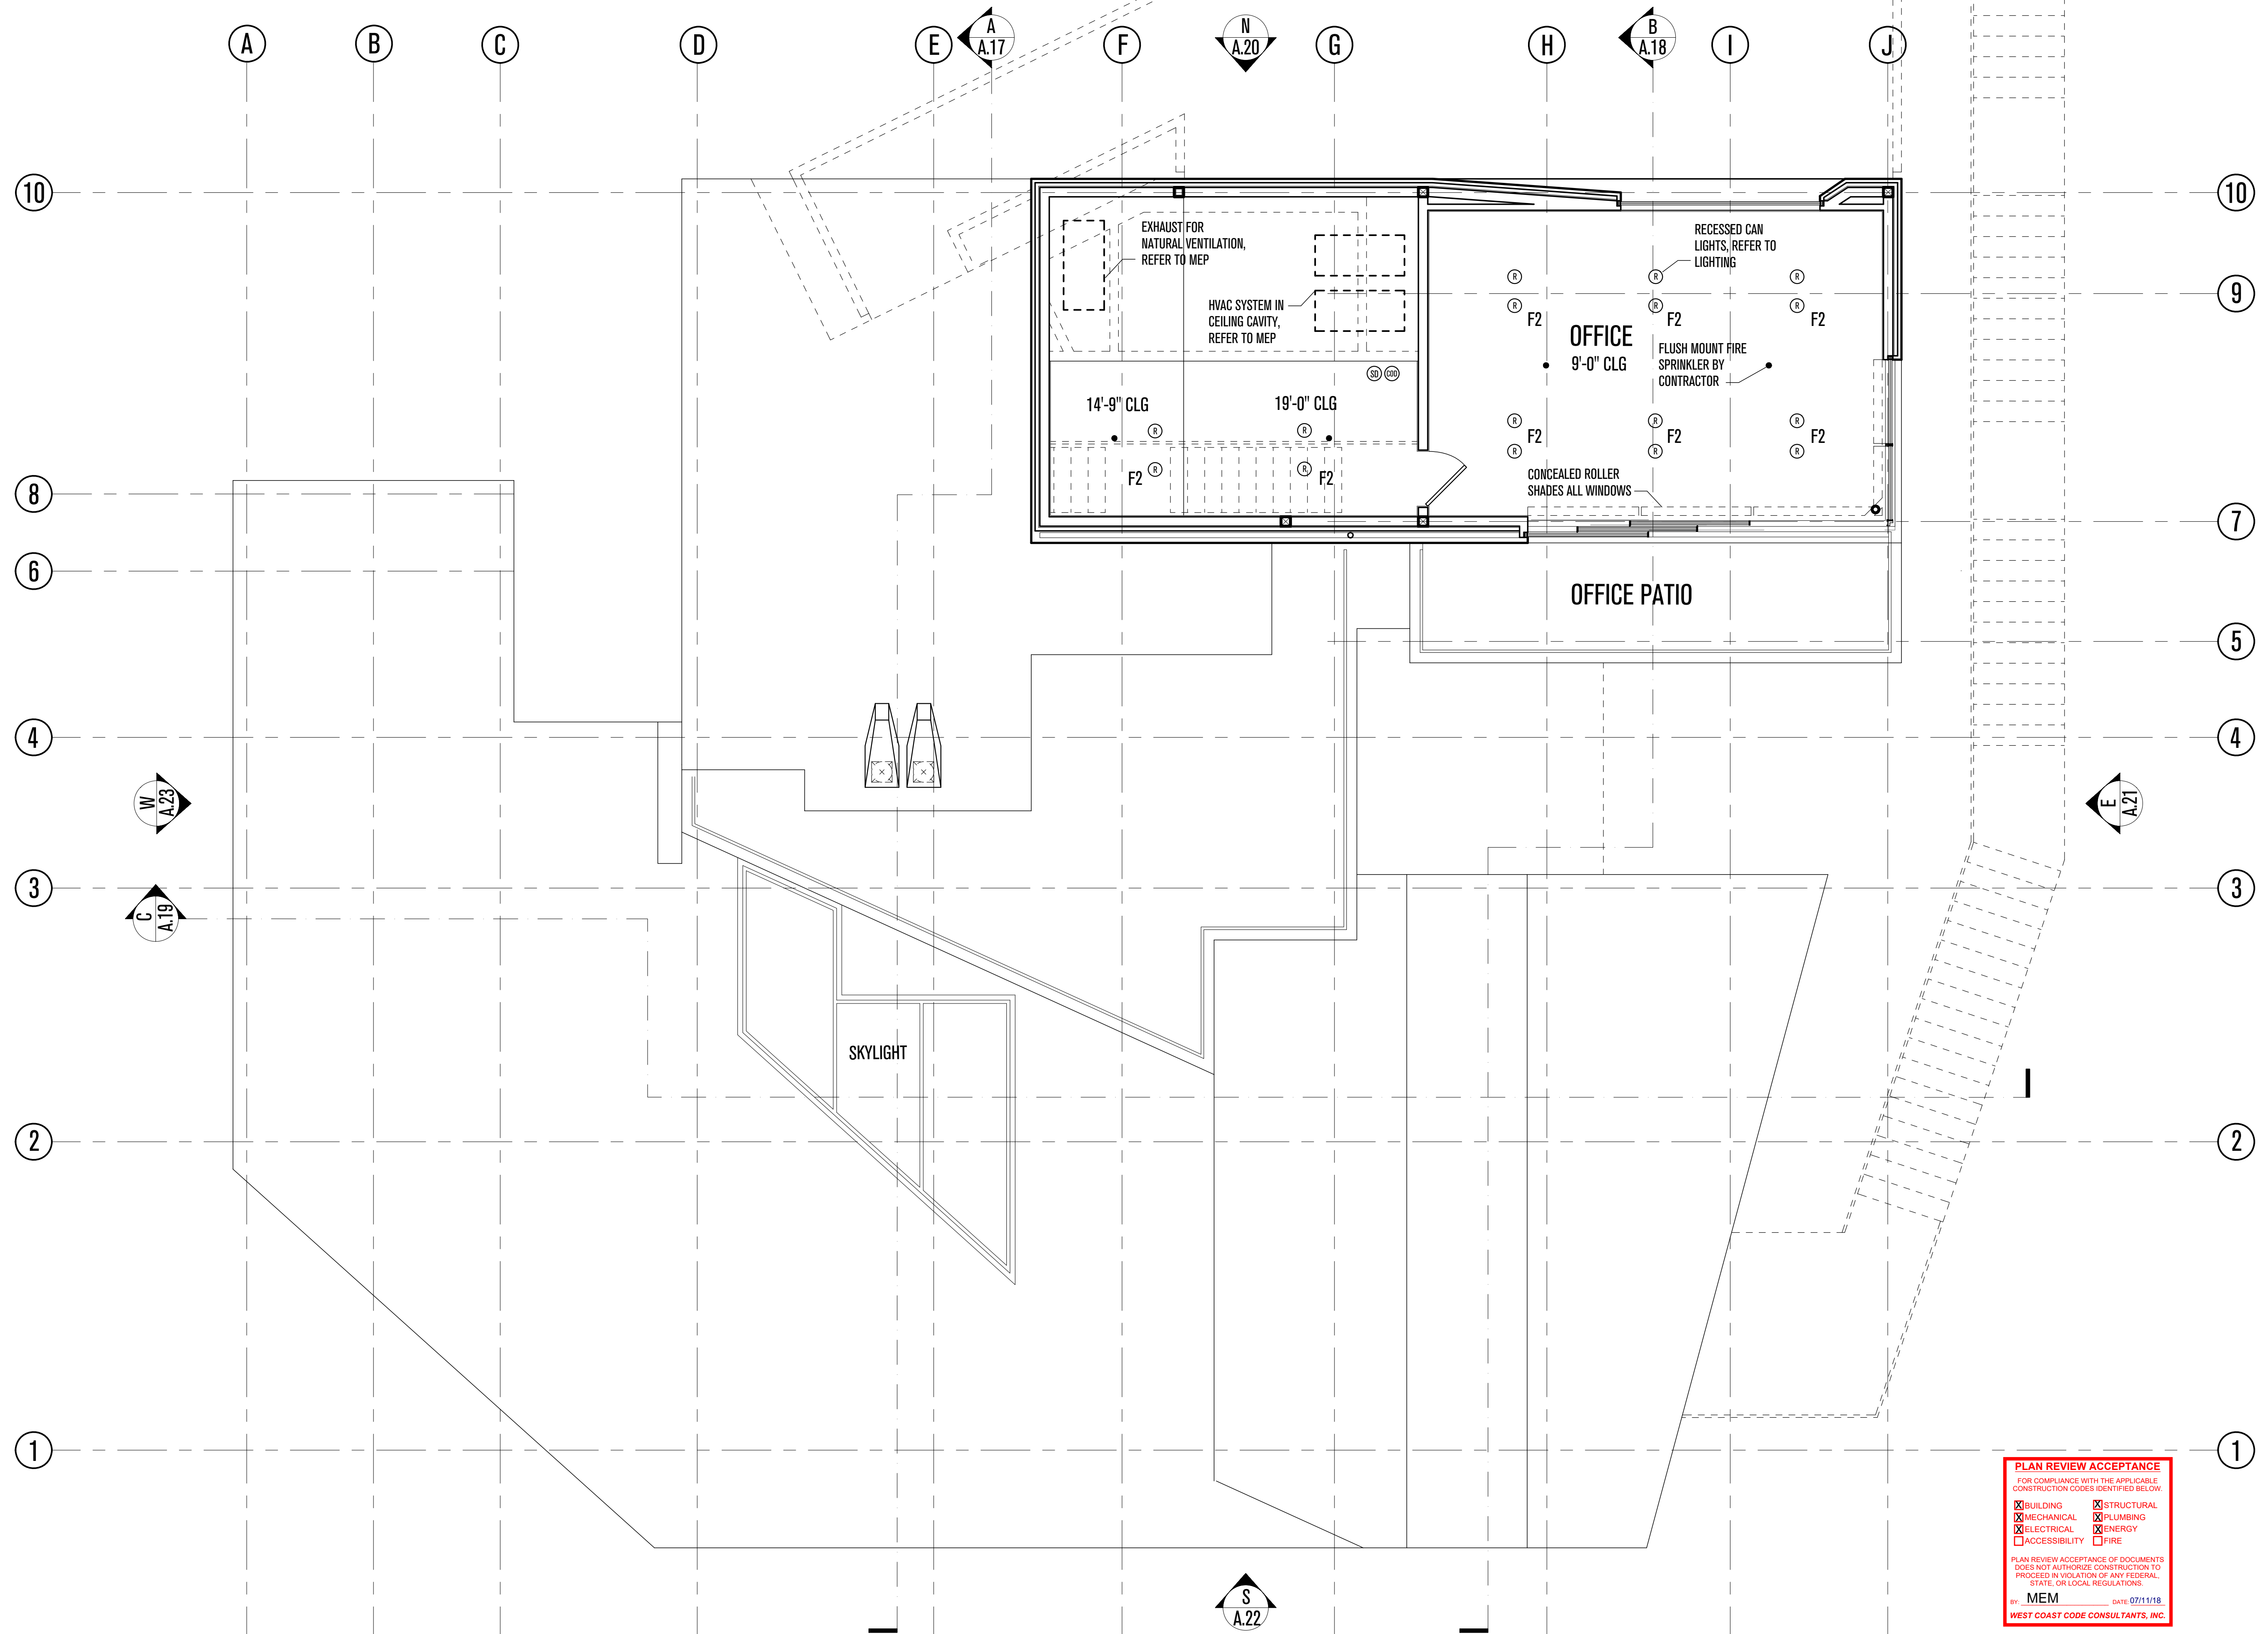 A
B
C
D
E
A
A.17
F
N
A.20
G
H
B
A.18
I
J
10
10
EXHAUST FOR
NATURAL VENTILATION,
REFER TO MEP
RECESSED CAN
LIGHTS, REFER TO
LIGHTING
R
R
R
9
HVAC SYSTEM IN
CEILING CAVITY,
REFER TO MEP
R
R
R
F2
F2
F2
OFFICE
9'-0" CLG
FLUSH MOUNT FIRE
SPRINKLER BY
CONTRACTOR
SD
COD
14'-9" CLG
19'-0" CLG
R
R
R
R
R
F2
F2
F2
R
R
R
R
R
F2
F2
CONCEALED ROLLER
SHADES ALL WINDOWS
8
7
6
OFFICE PATIO
5
4
4
W
A.23
E
A.21
3
3
C
A.19
SKYLIGHT
2
2
1
1
PLAN REVIEW ACCEPTANCE
FOR COMPLIANCE WITH THE APPLICABLE
CONSTRUCTION CODES IDENTIFIED BELOW.
X BUILDING X STRUCTURAL
X MECHANICAL X PLUMBING
X ELECTRICAL X ENERGY
ACCESSIBILITY FIRE
PLAN REVIEW ACCEPTANCE OF DOCUMENTS
DOES NOT AUTHORIZE CONSTRUCTION TO
PROCEED IN VIOLATION OF ANY FEDERAL,
STATE, OR LOCAL REGULATIONS.
BY: MEM DATE 07/11/18
WEST COAST CODE CONSULTANTS, INC.
S
A.22